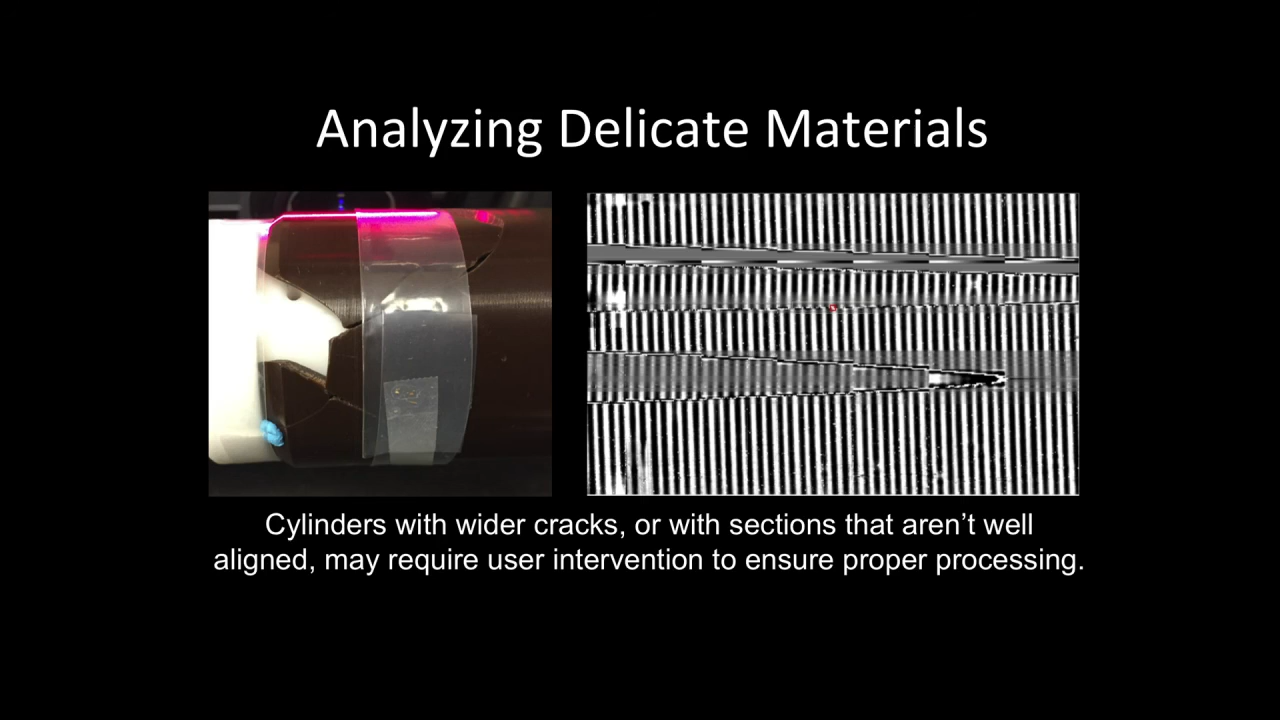 Analyzing Delicate Materials
Cylinders with wider cracks, or with sections that aren’t well
aligned, may require user intervention to ensure proper processing.